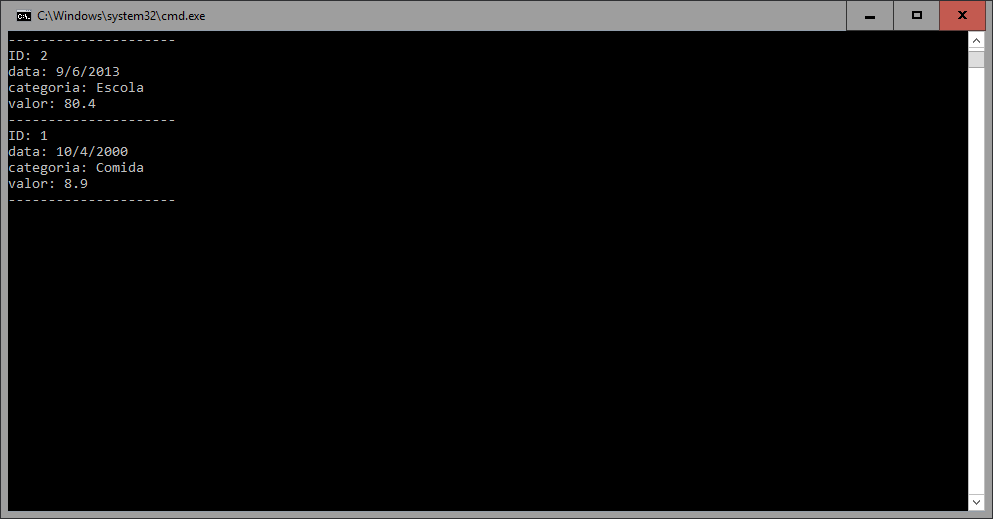 C:\Windows\system32\cmd.exe
---------------------
ID: 2
data: 9/6/2013
categoria: Escola
valor: 80.4
---------------------
ID: 1
data: 10/4/2000
categoria: Comida
valor: 8.9
---------------------